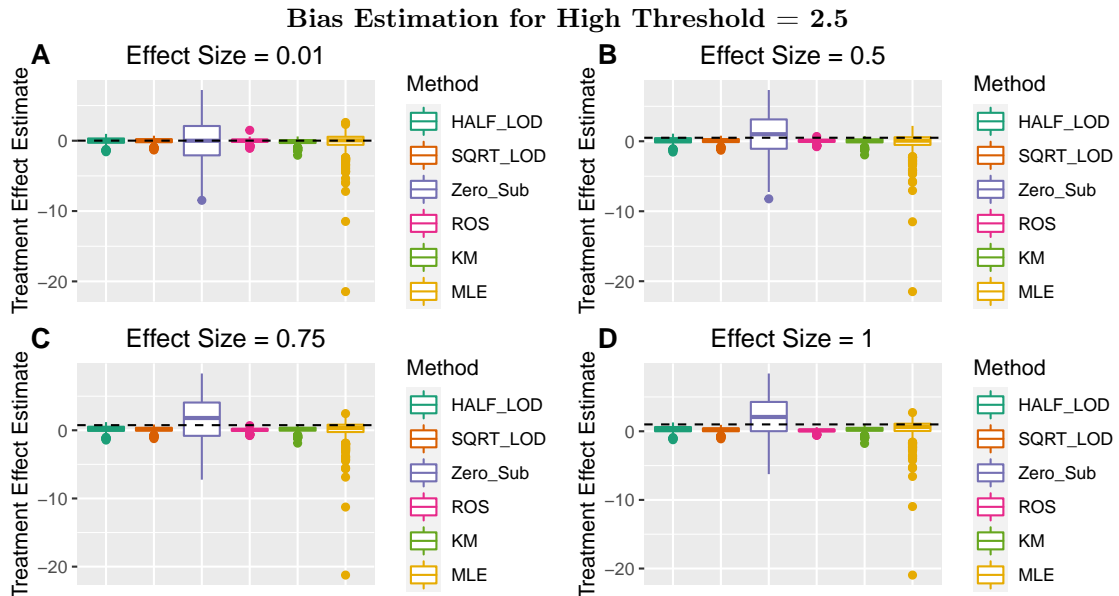 Bias Estimation for High Threshold = 2.5
A
Effect Size = 0.01
Treatment Effect Estimate
0
−10
−20
Method
HALF_LOD
SQRT_LOD
Zero_Sub
ROS
KM
MLE
B
Effect Size = 0.5
Treatment Effect Estimate
0
−10
−20
Method
HALF_LOD
SQRT_LOD
Zero_Sub
ROS
KM
MLE
C
Effect Size = 0.75
Treatment Effect Estimate
0
−10
−20
Method
HALF_LOD
SQRT_LOD
Zero_Sub
ROS
KM
MLE
D
Effect Size = 1
Treatment Effect Estimate
0
−10
−20
Method
HALF_LOD
SQRT_LOD
Zero_Sub
ROS
KM
MLE